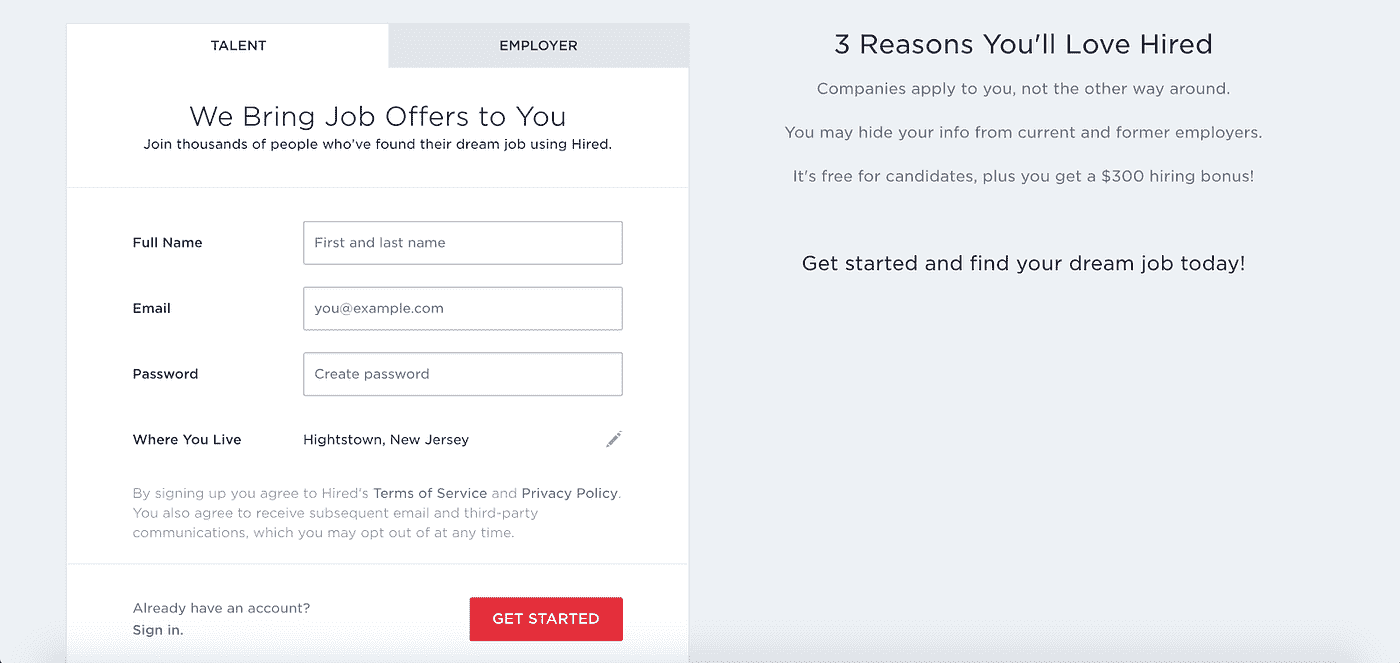 TALENT
EMPLOYER
We Bring Job Offers to You
Join thousands of people who've found their dream job using Hired.
Full Name
First and last name
Email
you@example.com
Password
Create password
Where You Live
Hightstown, New Jersey
By signing up you agree to Hired's Terms of Service and Privacy Policy.
You also agree to receive subsequent email and third-party
communications, which you may opt out of at any time.
Already have an account?
Sign in.
GET STARTED
3 Reasons You'll Love Hired
Companies apply to you, not the other way around.
You may hide your info from current and former employers.
It's free for candidates, plus you get a $300 hiring bonus!
Get started and find your dream job today!